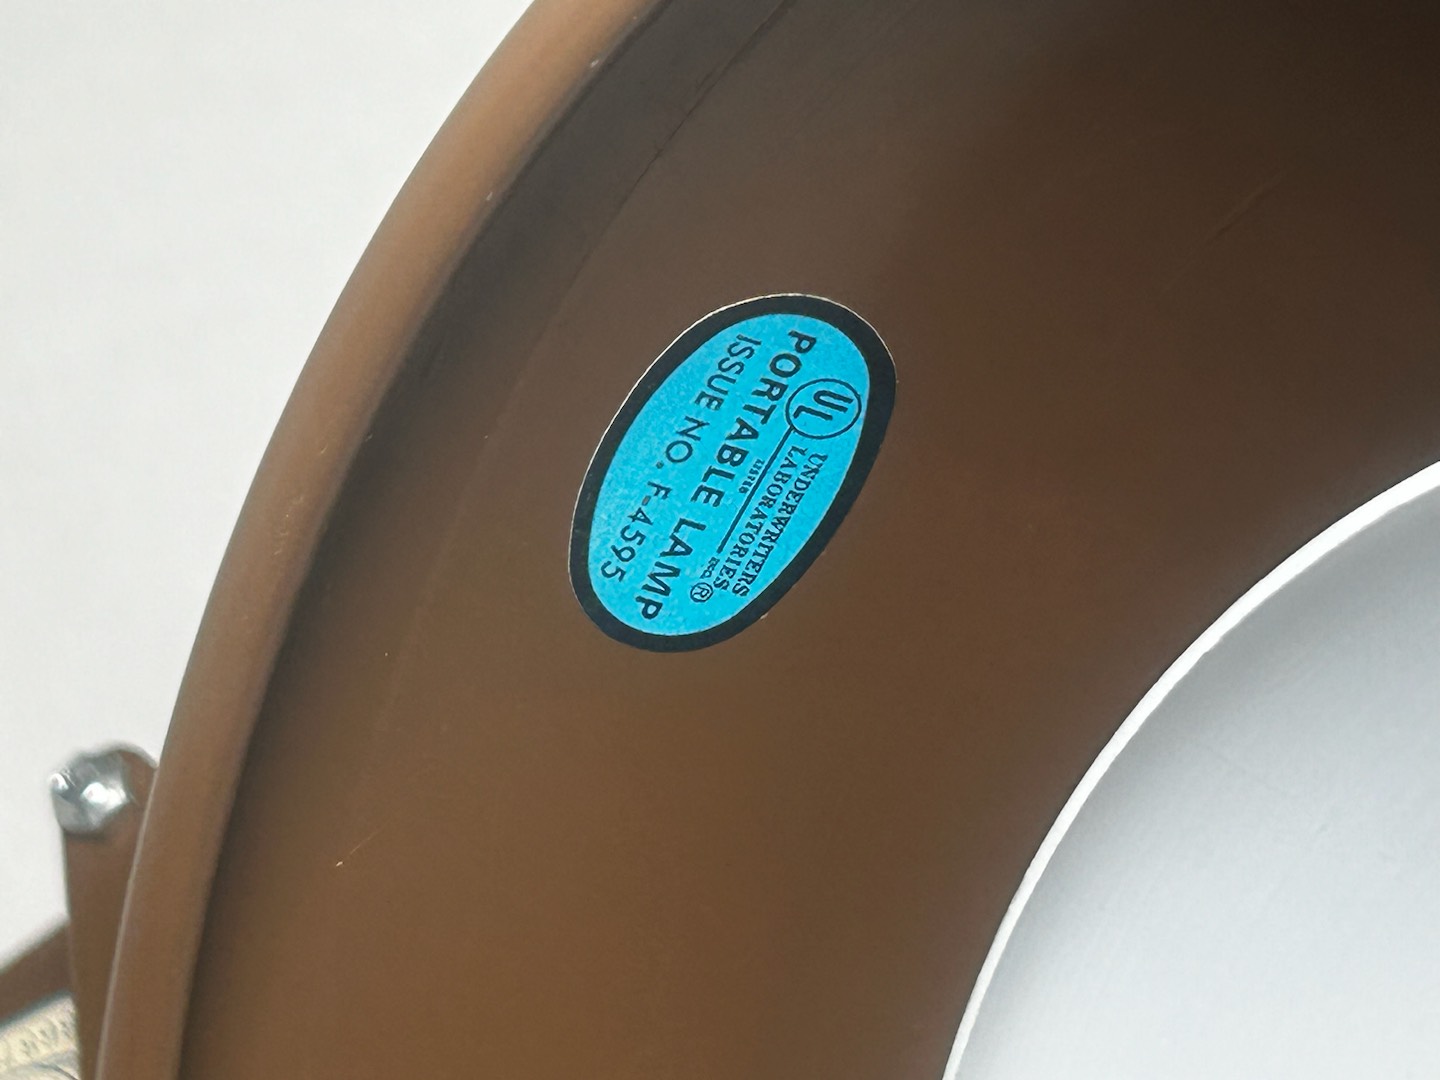 UL
UNDERWRITERS
LABORATORIES
LISTED INC.®
PORTABLE LAMP
ISSUE NO. F-4595